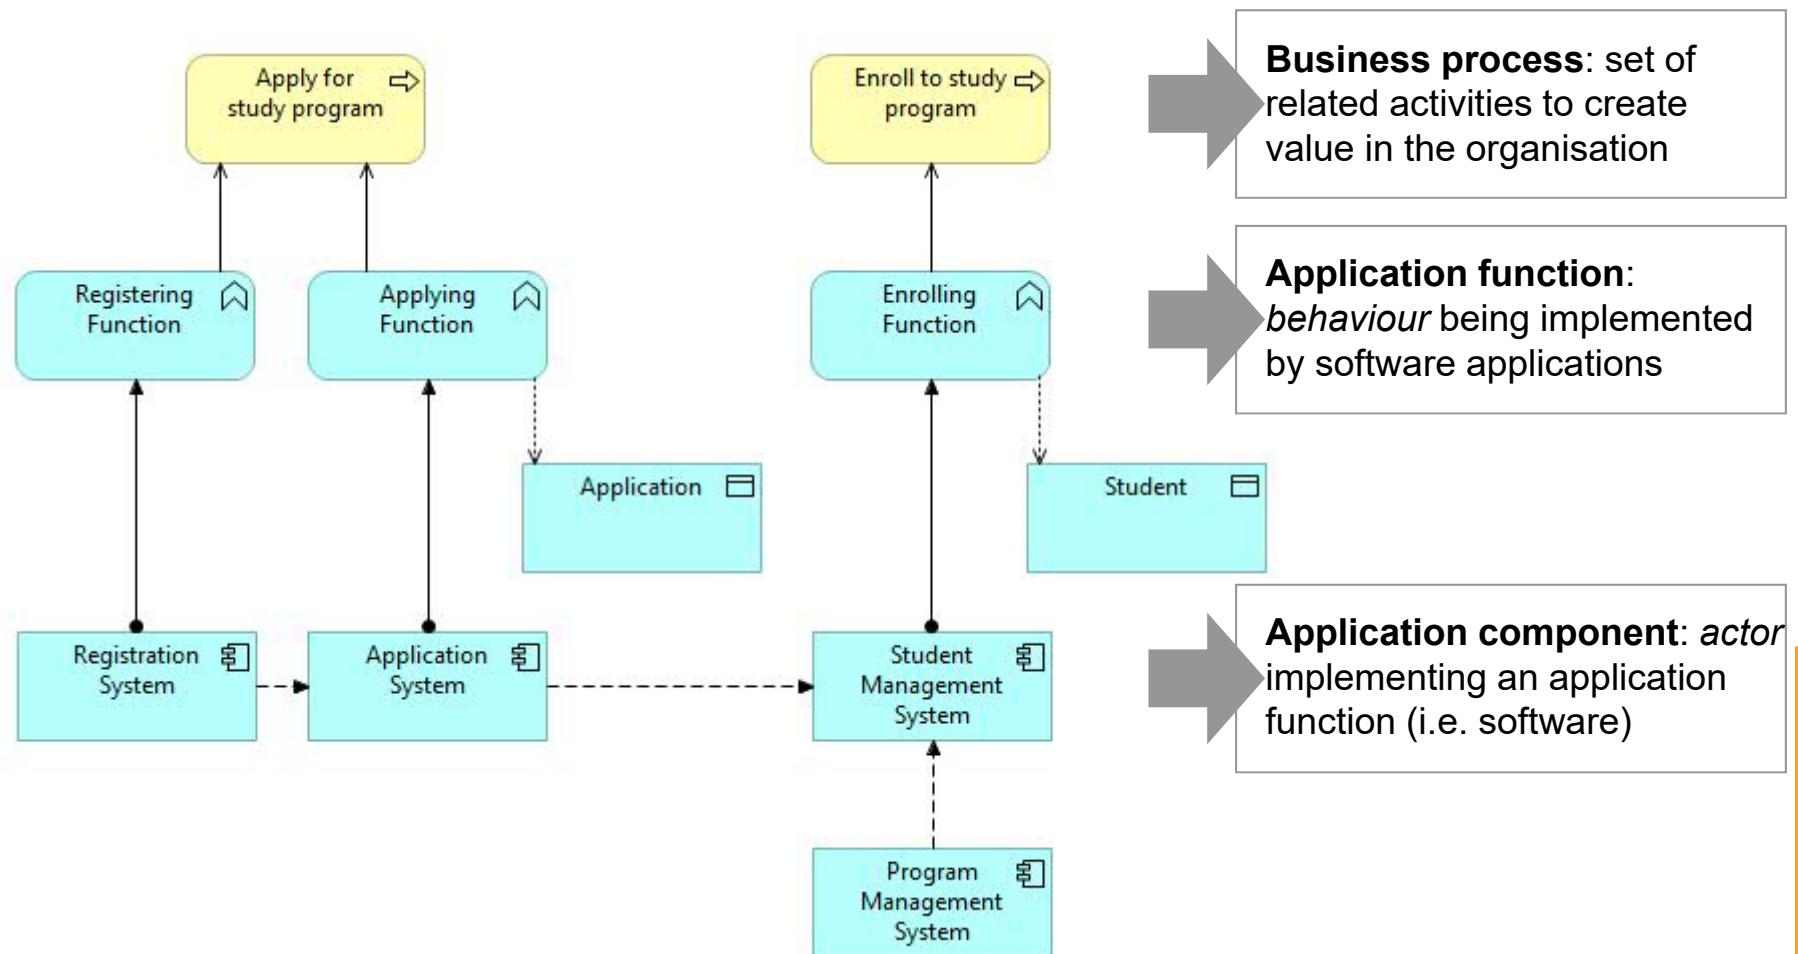 Apply for
study program
Enroll to study
program
Business process: set of
related activities to create
value in the organisation
Registering
Function
Applying
Function
Enrolling
Function
Application function:
behaviour being implemented
by software applications
Application
Student
Registration
System
Application
System
Student
Management
System
Application component: actor
implementing an application
function (i.e. software)
Program
Management
System